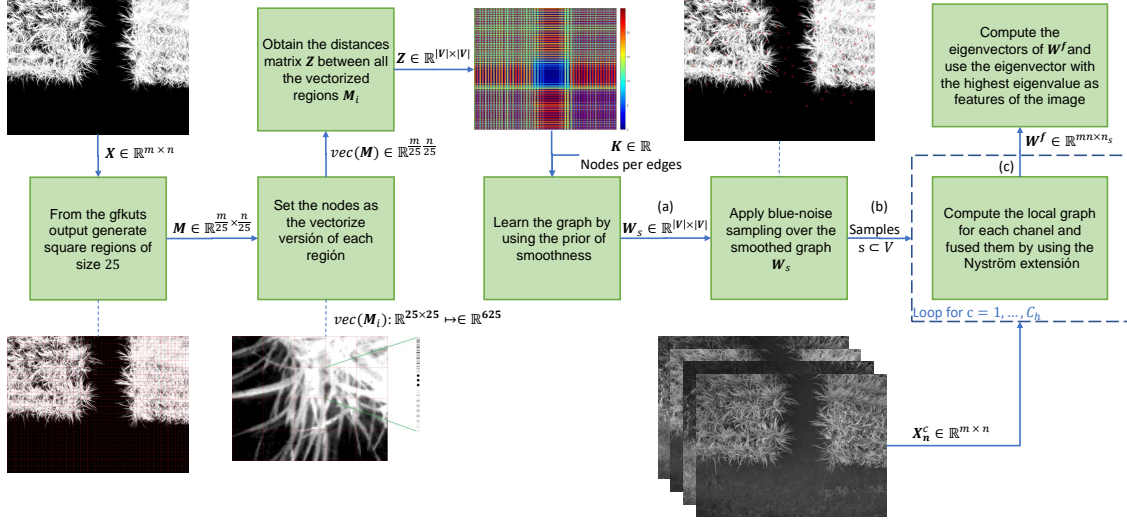 X ∈ ℝ^{m × n}
From the gfkuts
output generate
square regions of
size 25
M ∈ ℝ^{m/25 × n/25}
Set the nodes as
the vectorize
versión of each
región
vec(M) ∈ ℝ^{m/25 n/25}
Obtain the distances
matrix Z between all
the vectorized
regions M_i
Z ∈ ℝ^{|V|×|V|}
K ∈ ℝ
Nodes per edges
Learn the graph by
using the prior of
smoothness
(a)
W_s ∈ ℝ^{|V|×|V|}
Apply blue-noise
sampling over the
smoothed graph
W_s
(b)
Samples
s ⊂ V
Compute the local graph
for each chanel and
fused them by using the
Nyström extensión
Loop for c = 1, … , C_h
(c)
W^f ∈ ℝ^{mn×n_s}
Compute the
eigenvectors of W^f and
use the eigenvector with
the highest eigenvalue as
features of the image
vec(M_i): ℝ^{25×25} ↦∈ ℝ^{625}
X_n^c ∈ ℝ^{m × n}